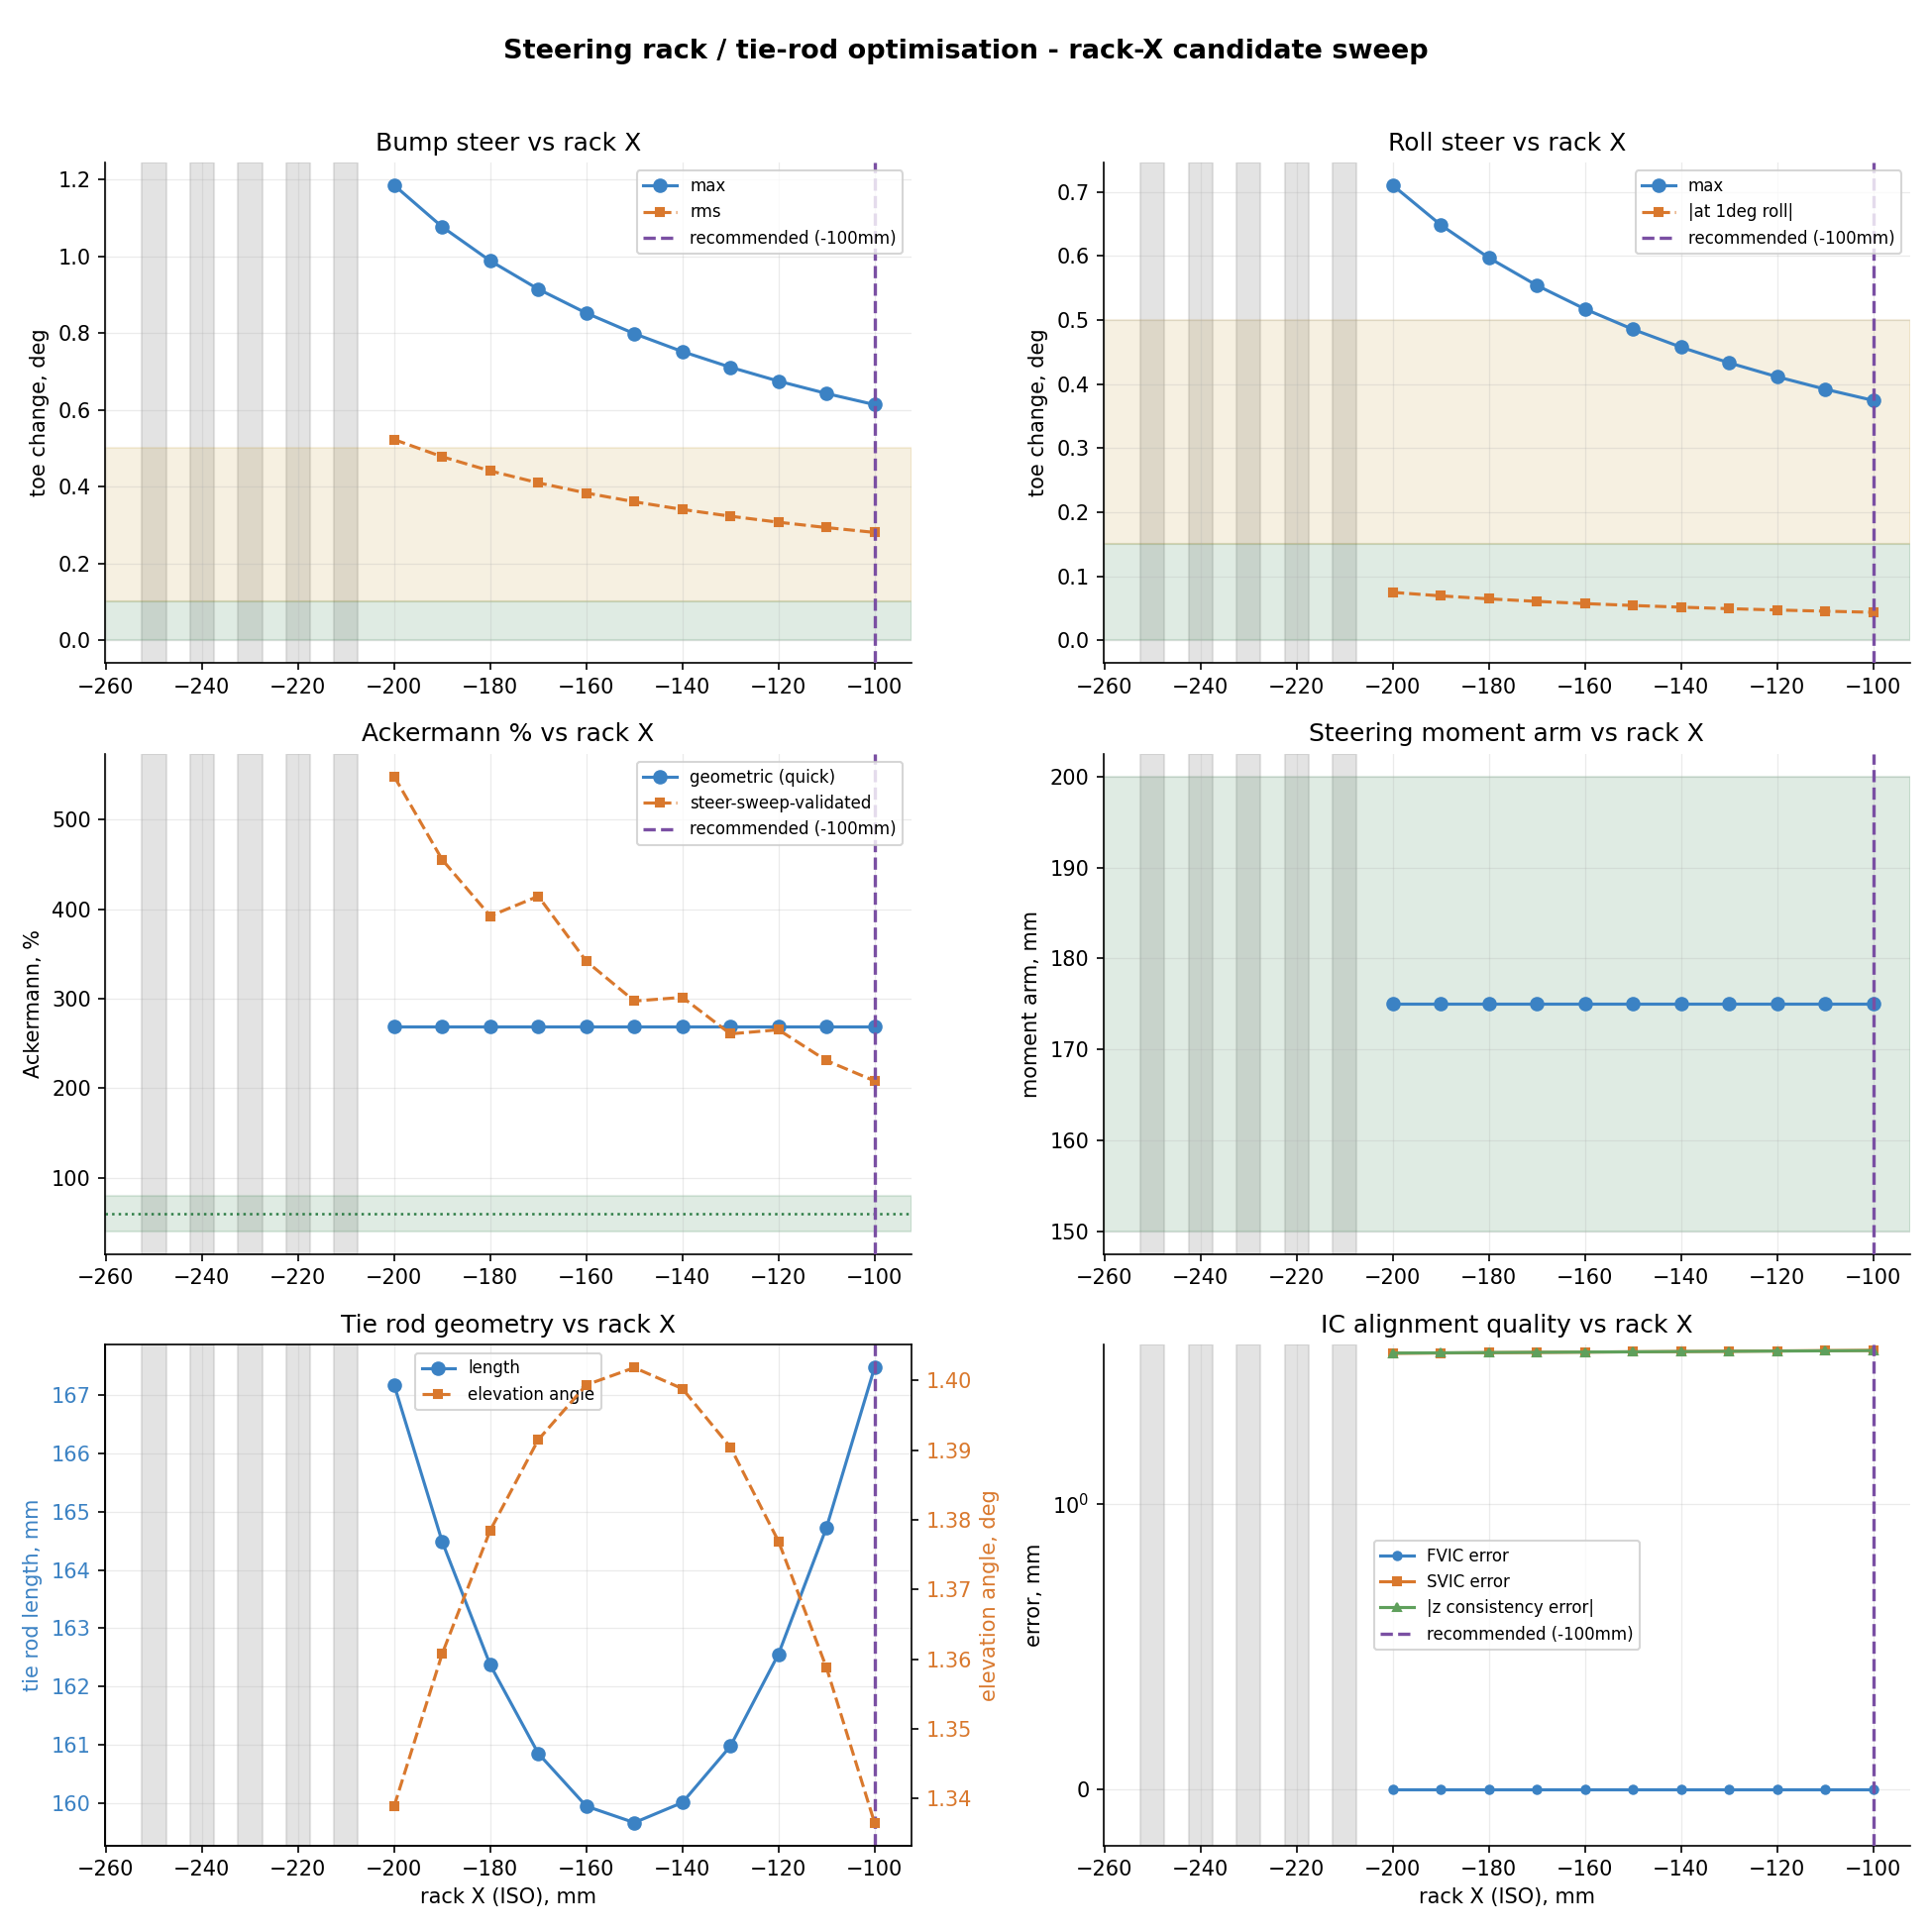 Steering rack / tie-rod optimisation - rack-X candidate sweep
Bump steer vs rack X
toe change, deg
1.2
1.0
0.8
0.6
0.4
0.2
0.0
max
rms
recommended (-100mm)
−260 −240 −220 −200 −180 −160 −140 −120 −100
Roll steer vs rack X
toe change, deg
0.7
0.6
0.5
0.4
0.3
0.2
0.1
0.0
max
|at 1deg roll|
recommended (-100mm)
−260 −240 −220 −200 −180 −160 −140 −120 −100
Ackermann % vs rack X
Ackermann, %
500
400
300
200
100
geometric (quick)
steer-sweep-validated
recommended (-100mm)
−260 −240 −220 −200 −180 −160 −140 −120 −100
Steering moment arm vs rack X
moment arm, mm
200
190
180
170
160
150
−260 −240 −220 −200 −180 −160 −140 −120 −100
Tie rod geometry vs rack X
tie rod length, mm
167
166
165
164
163
162
161
160
length
elevation angle
1.40
1.39
1.38
1.37
1.36
1.35
1.34
elevation angle, deg
−260 −240 −220 −200 −180 −160 −140 −120 −100
rack X (ISO), mm
IC alignment quality vs rack X
error, mm
10⁰
0
FVIC error
SVIC error
|z consistency error|
recommended (-100mm)
−260 −240 −220 −200 −180 −160 −140 −120 −100
rack X (ISO), mm